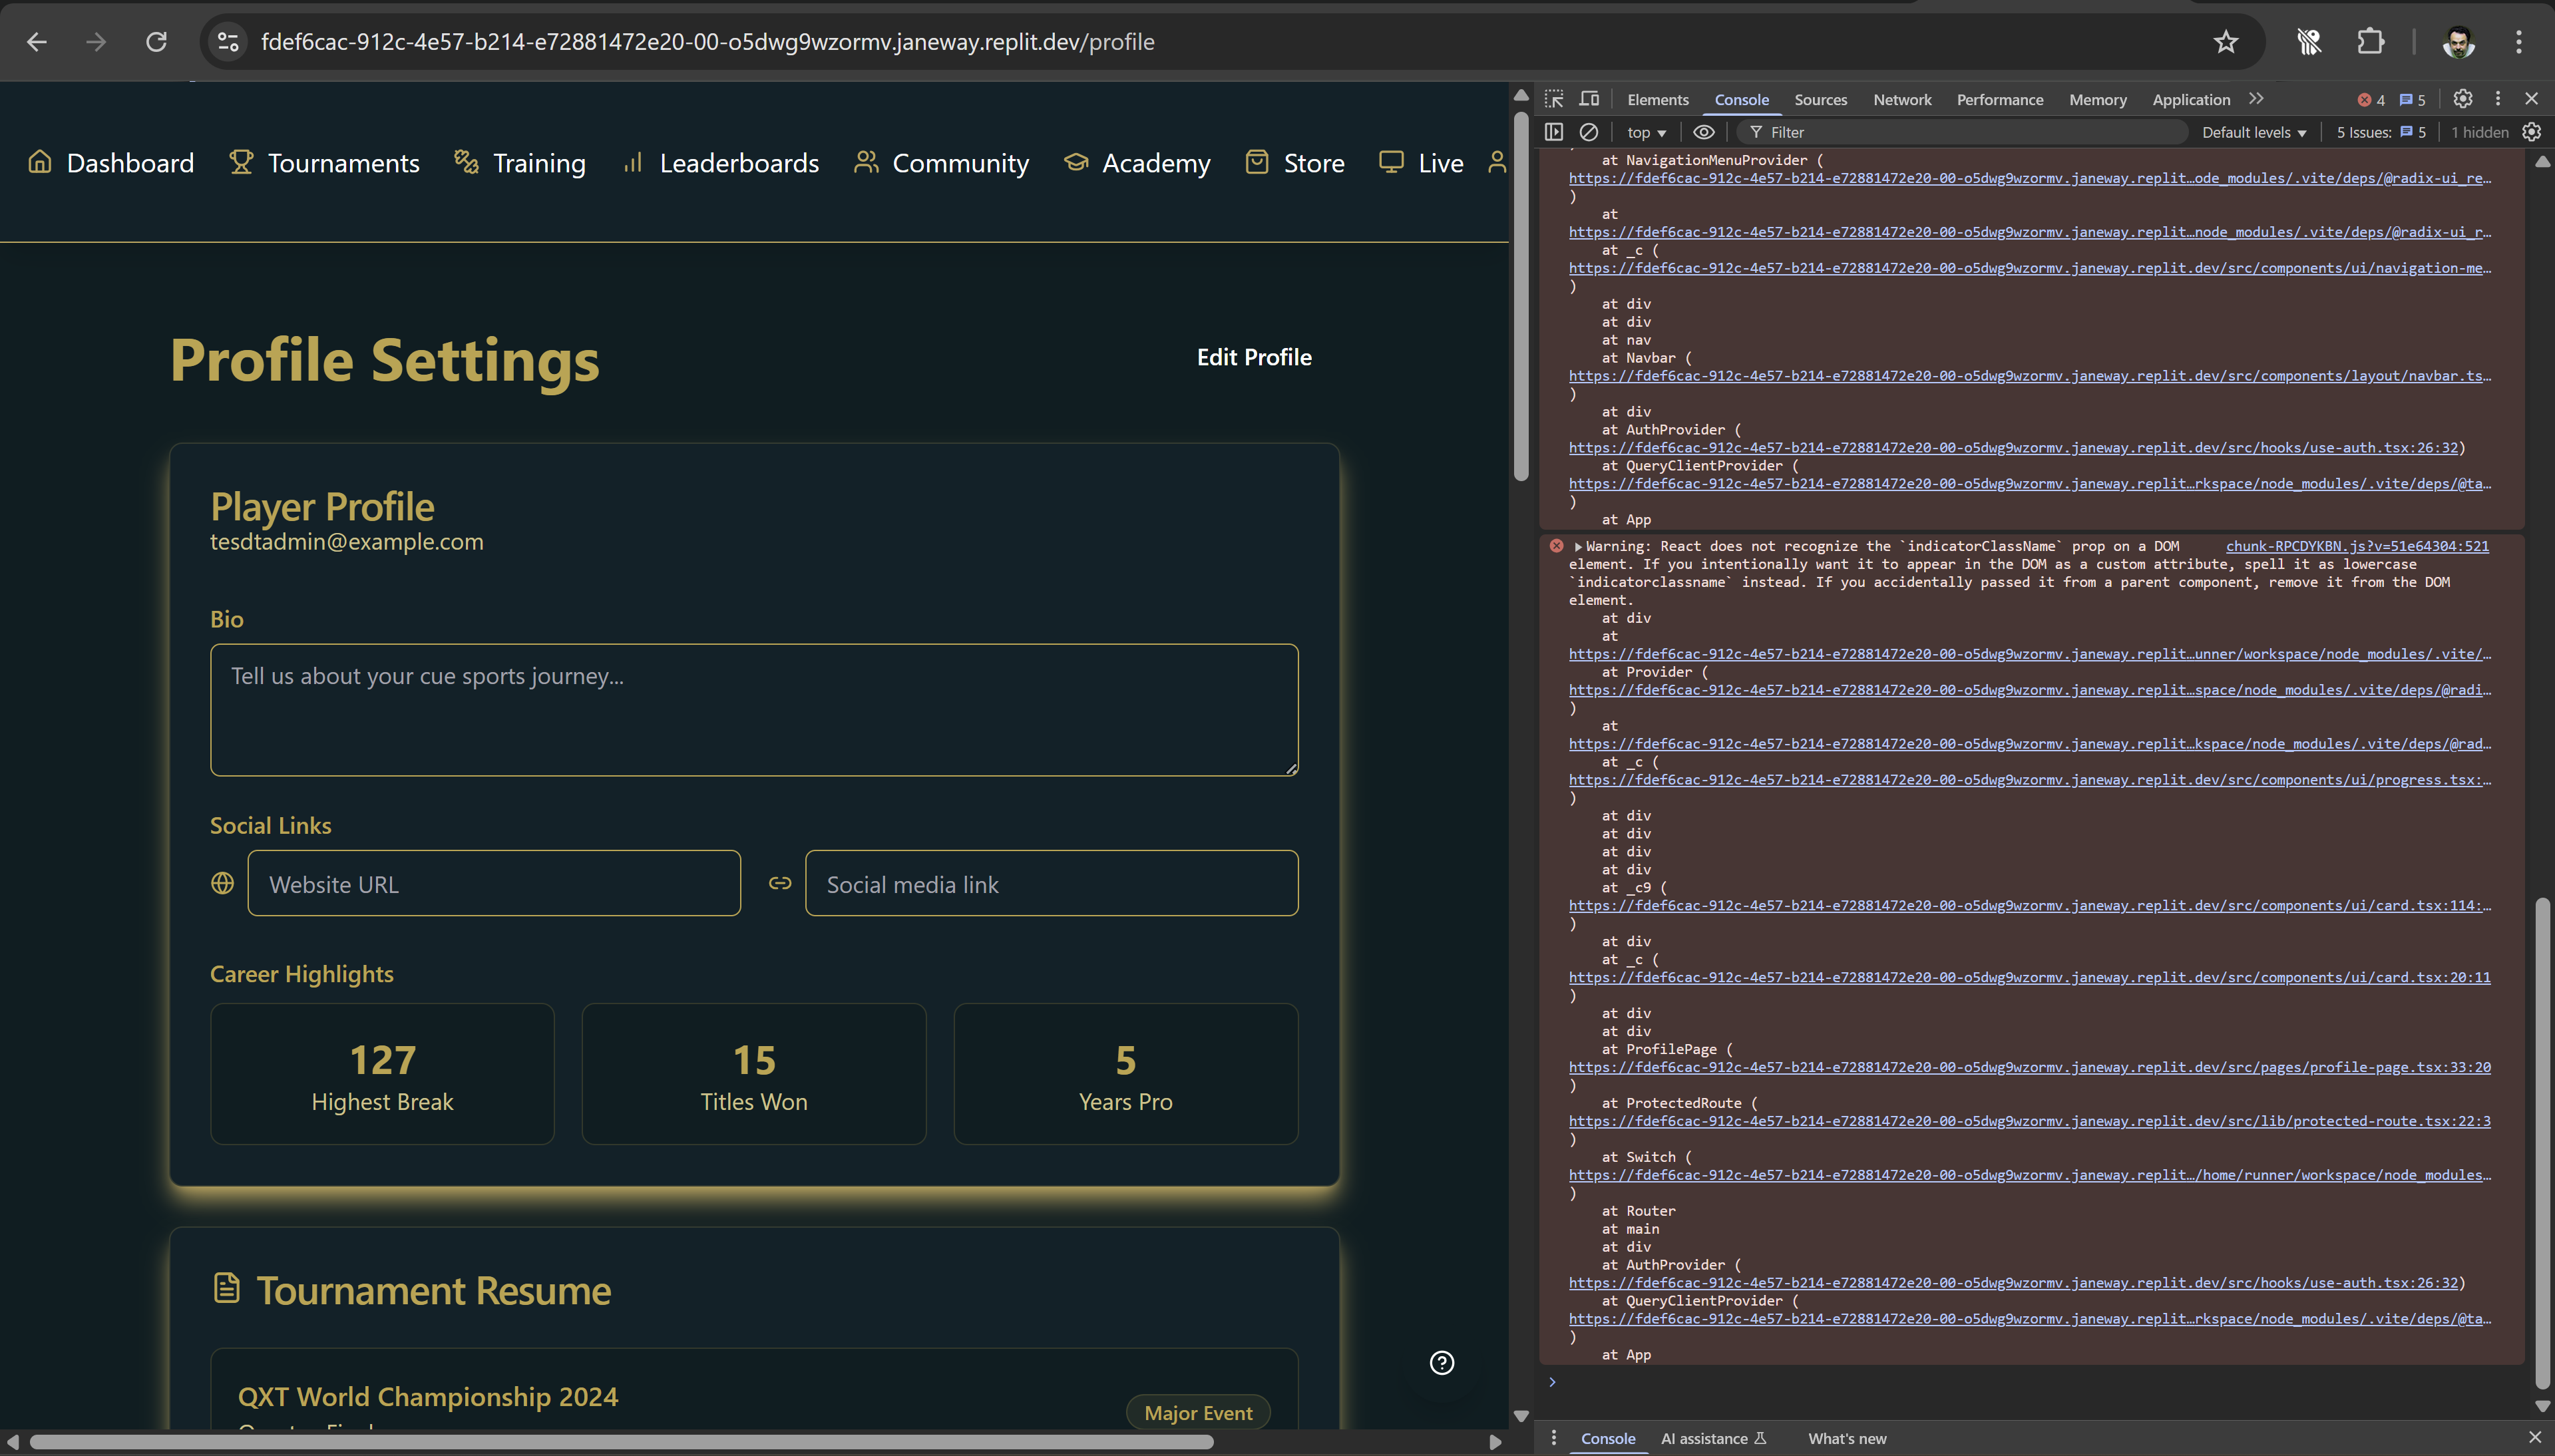 fdef6cac-912c-4e57-b214-e72881472e20-00-o5dwg9wzormv.janeway.replit.dev/profile
Dashboard Tournaments Training Leaderboards Community Academy Store Live
Profile Settings
Edit Profile
Player Profile
tesdtadmin@example.com
Bio
Tell us about your cue sports journey...
Social Links
Website URL
Social media link
Career Highlights
127
Highest Break
15
Titles Won
5
Years Pro
Tournament Resume
QXT World Championship 2024
Major Event
Elements Console Sources Network Performance Memory Application 4 5
top Filter Default levels 5 Issues: 5 1 hidden
at NavigationMenuProvider (
https://fdef6cac-912c-4e57-b214-e72881472e20-00-o5dwg9wzormv.janeway.replit…ode_modules/.vite/deps/@radix-ui_re…
)
at
https://fdef6cac-912c-4e57-b214-e72881472e20-00-o5dwg9wzormv.janeway.replit…node_modules/.vite/deps/@radix-ui_r…
at _c (
https://fdef6cac-912c-4e57-b214-e72881472e20-00-o5dwg9wzormv.janeway.replit.dev/src/components/ui/navigation-me…
)
at div
at div
at nav
at Navbar (
https://fdef6cac-912c-4e57-b214-e72881472e20-00-o5dwg9wzormv.janeway.replit.dev/src/components/layout/navbar.ts…
)
at div
at AuthProvider (
https://fdef6cac-912c-4e57-b214-e72881472e20-00-o5dwg9wzormv.janeway.replit.dev/src/hooks/use-auth.tsx:26:32)
at QueryClientProvider (
https://fdef6cac-912c-4e57-b214-e72881472e20-00-o5dwg9wzormv.janeway.replit…rkspace/node_modules/.vite/deps/@ta…
)
at App
Warning: React does not recognize the `indicatorClassName` prop on a DOM chunk-RPCDYKBN.js?v=51e64304:521
element. If you intentionally want it to appear in the DOM as a custom attribute, spell it as lowercase
`indicatorclassname` instead. If you accidentally passed it from a parent component, remove it from the DOM
element.
at div
at
https://fdef6cac-912c-4e57-b214-e72881472e20-00-o5dwg9wzormv.janeway.replit…unner/workspace/node_modules/.vite/…
at Provider (
https://fdef6cac-912c-4e57-b214-e72881472e20-00-o5dwg9wzormv.janeway.replit…space/node_modules/.vite/deps/@radi…
)
at
https://fdef6cac-912c-4e57-b214-e72881472e20-00-o5dwg9wzormv.janeway.replit…kspace/node_modules/.vite/deps/@rad…
at _c (
https://fdef6cac-912c-4e57-b214-e72881472e20-00-o5dwg9wzormv.janeway.replit.dev/src/components/ui/progress.tsx:…
)
at div
at div
at div
at div
at _c9 (
https://fdef6cac-912c-4e57-b214-e72881472e20-00-o5dwg9wzormv.janeway.replit.dev/src/components/ui/card.tsx:114:…
)
at div
at _c (
https://fdef6cac-912c-4e57-b214-e72881472e20-00-o5dwg9wzormv.janeway.replit.dev/src/components/ui/card.tsx:20:11
)
at div
at div
at ProfilePage (
https://fdef6cac-912c-4e57-b214-e72881472e20-00-o5dwg9wzormv.janeway.replit.dev/src/pages/profile-page.tsx:33:20
)
at ProtectedRoute (
https://fdef6cac-912c-4e57-b214-e72881472e20-00-o5dwg9wzormv.janeway.replit.dev/src/lib/protected-route.tsx:22:3
)
at Switch (
https://fdef6cac-912c-4e57-b214-e72881472e20-00-o5dwg9wzormv.janeway.replit…/home/runner/workspace/node_modules…
)
at Router
at main
at div
at AuthProvider (
https://fdef6cac-912c-4e57-b214-e72881472e20-00-o5dwg9wzormv.janeway.replit.dev/src/hooks/use-auth.tsx:26:32)
at QueryClientProvider (
https://fdef6cac-912c-4e57-b214-e72881472e20-00-o5dwg9wzormv.janeway.replit…rkspace/node_modules/.vite/deps/@ta…
)
at App
Console AI assistance What's new